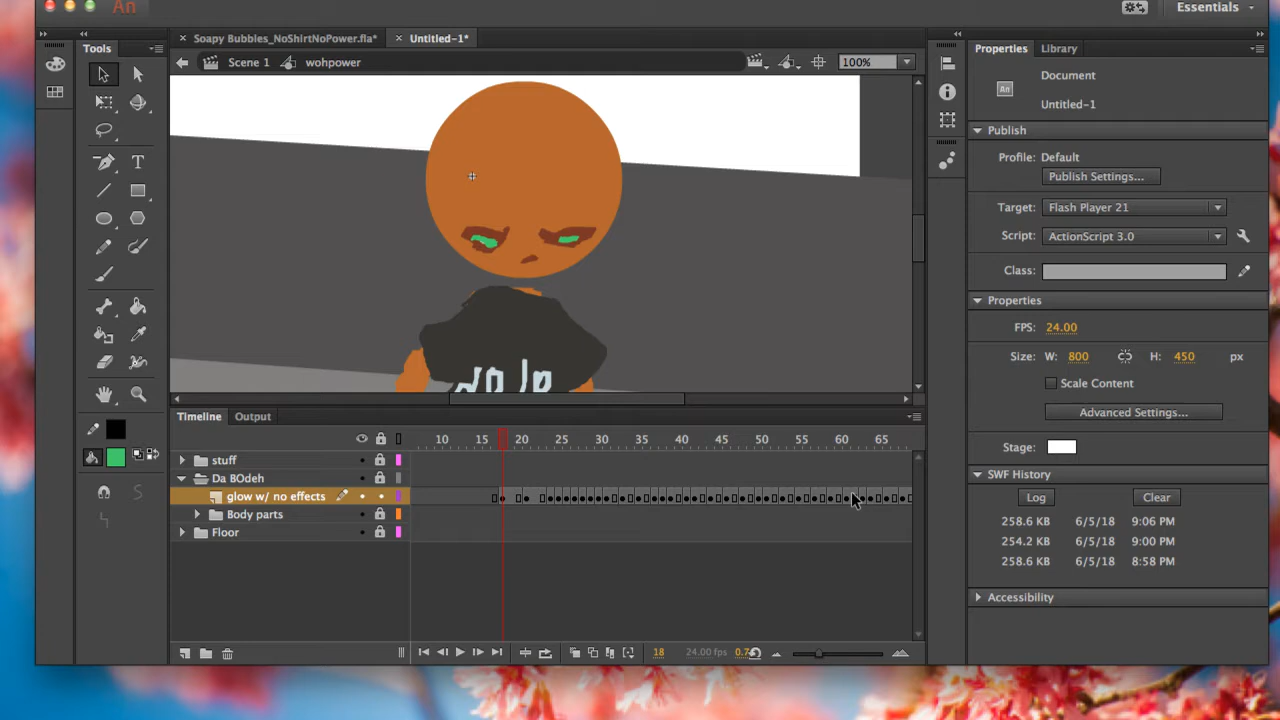 An
Essentials
Tools
Soapy Bubbles_NoShirtNoPower.fla*
Untitled-1*
Scene 1
wohpower
100%
Properties
Library
Document
An
Untitled-1
Publish
Profile: Default
Publish Settings...
Target: Flash Player 21
Script: ActionScript 3.0
Class:
Properties
FPS: 24.00
Size: W: 800 H: 450 px
Scale Content
Advanced Settings...
Stage:
SWF History
Log Clear
258.6 KB 6/5/18 9:06 PM
254.2 KB 6/5/18 9:00 PM
258.6 KB 6/5/18 8:58 PM
Accessibility
T
Timeline
Output
10 15 20 25 30 35 40 45 50 55 60 65
stuff
Da BOdeh
glow w/ no effects
Body parts
Floor
18 24.00 fps